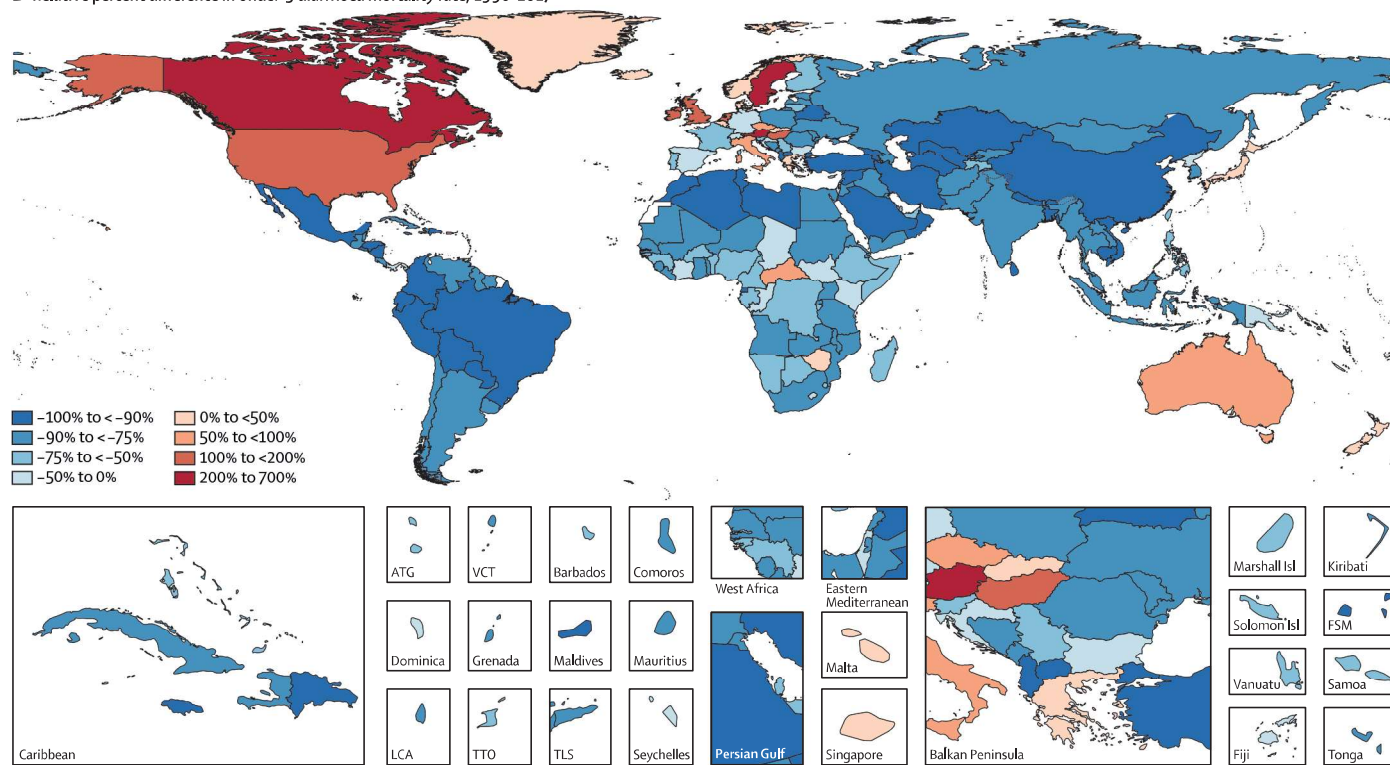 −100% to <−90%
−90% to <−75%
−75% to <−50%
−50% to 0%
0% to <50%
50% to <100%
100% to <200%
200% to 700%
Caribbean
ATG
VCT
Barbados
Comoros
Dominica
Grenada
Maldives
Mauritius
LCA
TTO
TLS
Seychelles
West Africa
Eastern
Mediterranean
Persian Gulf
Malta
Singapore
Balkan Peninsula
Marshall Isl
Kiribati
Solomon Isl
FSM
Vanuatu
Samoa
Fiji
Tonga